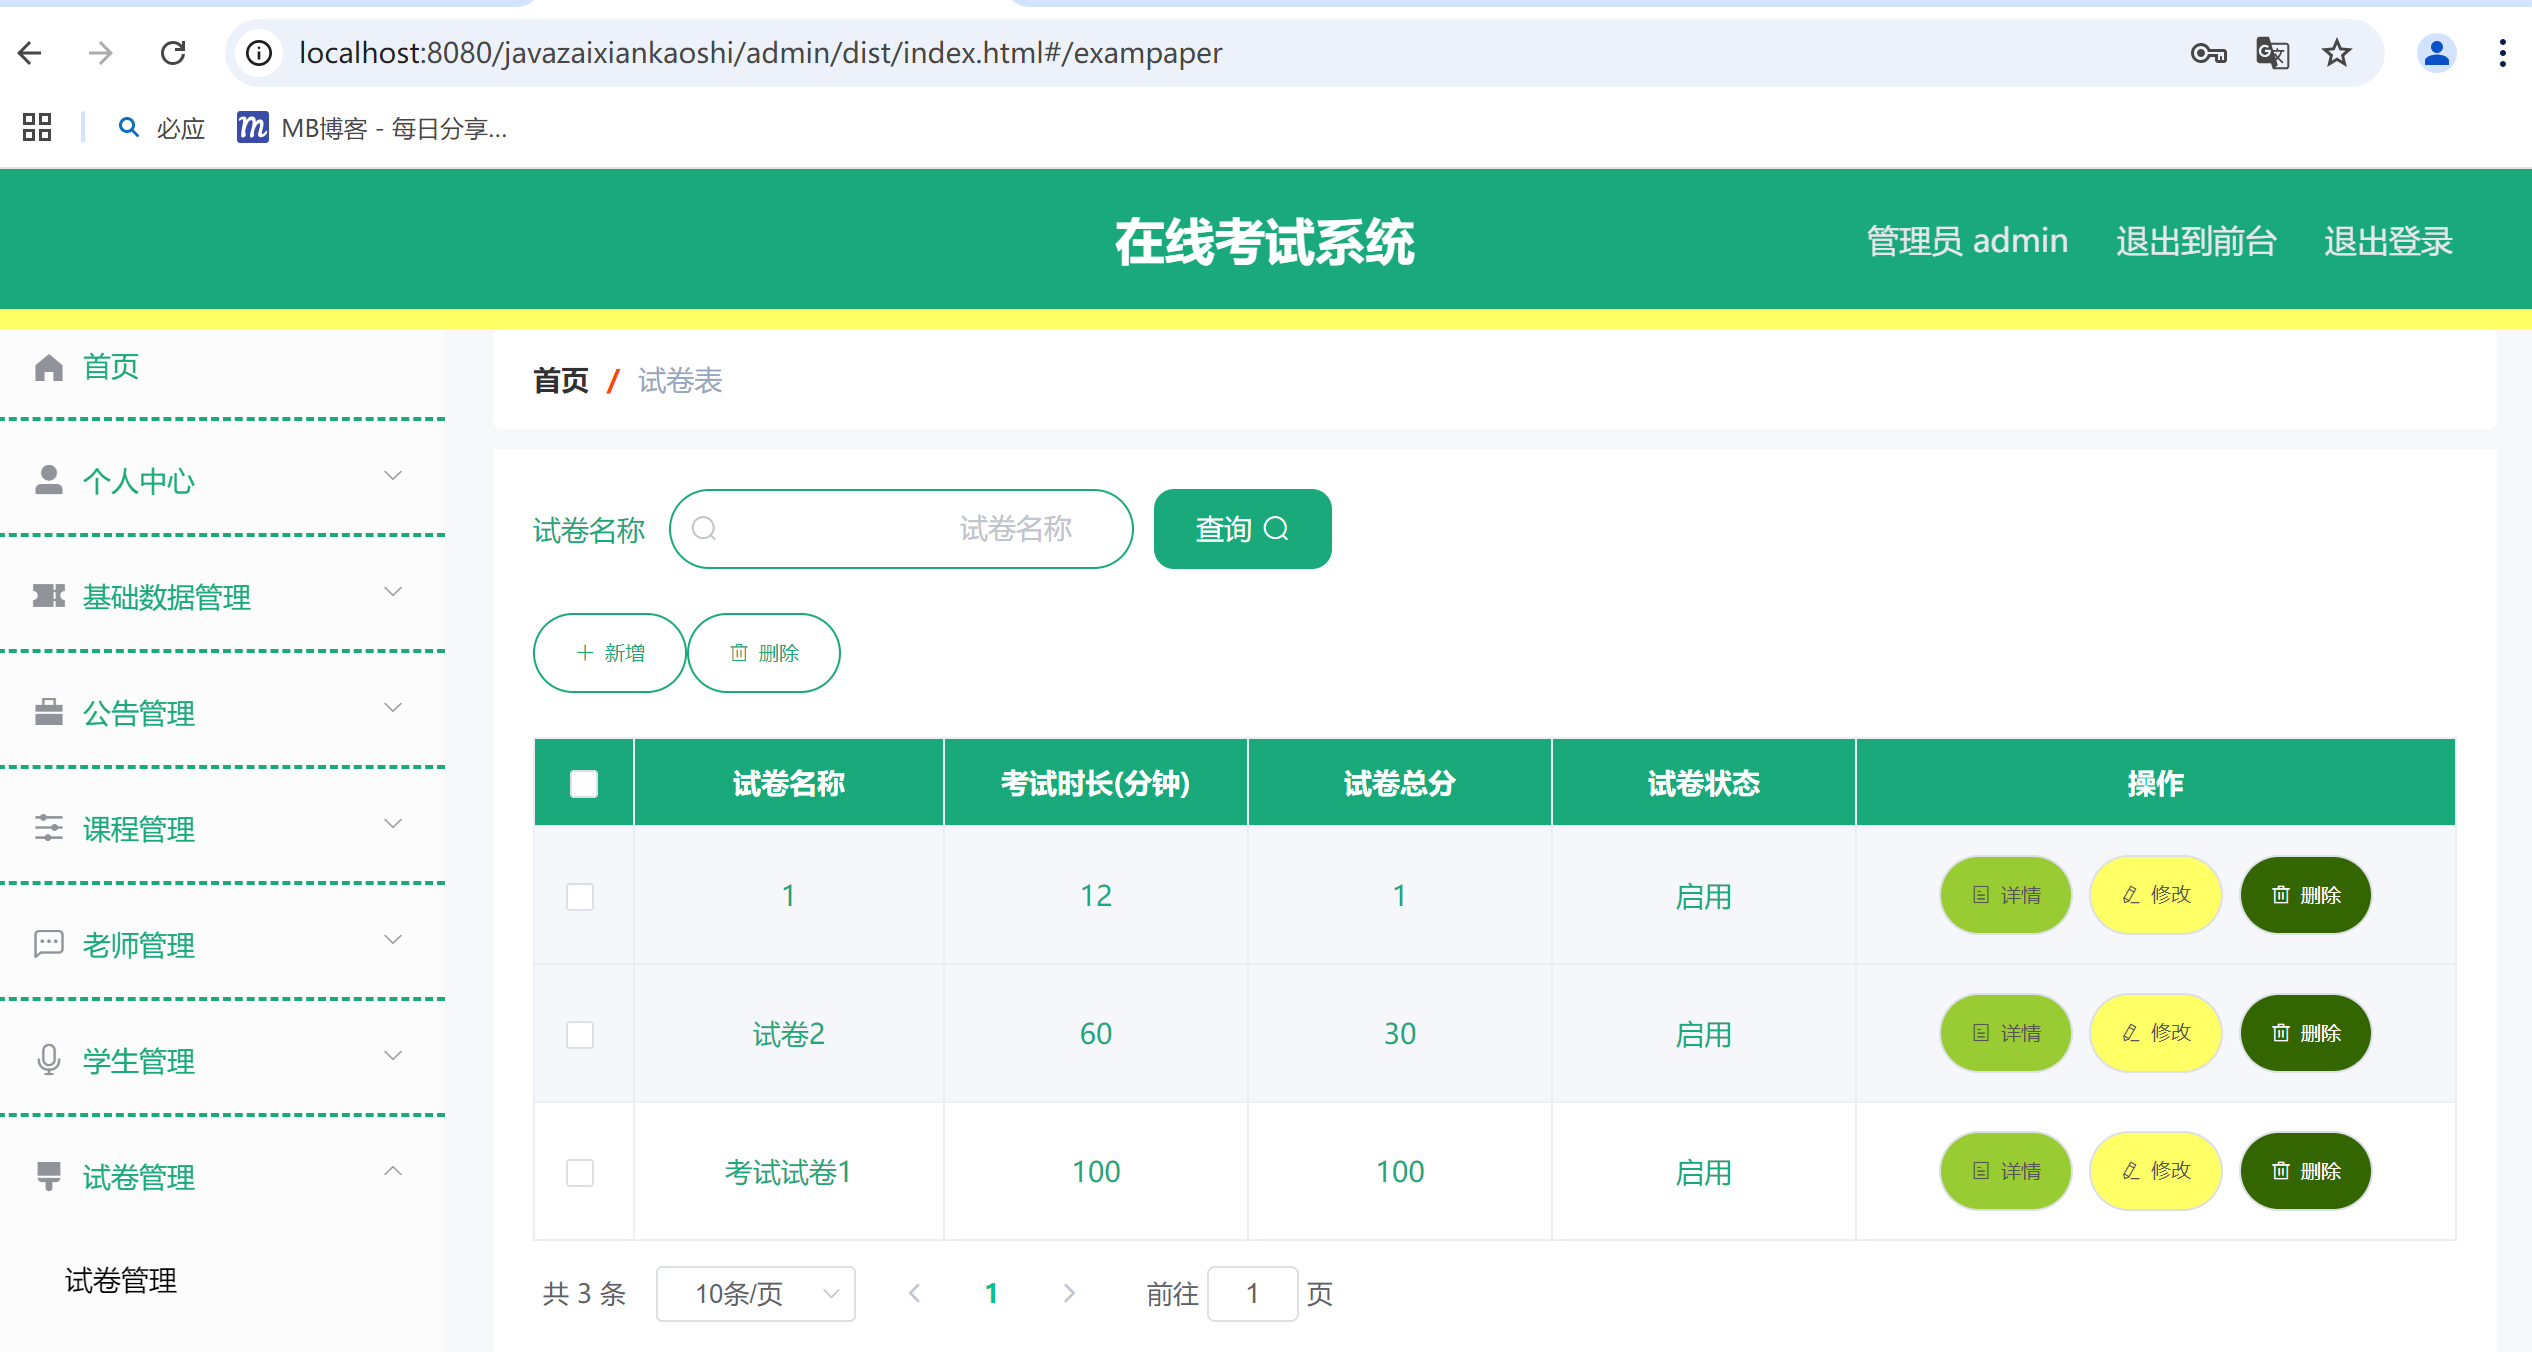 localhost:8080/javazaixiankaoshi/admin/dist/index.html#/exampaper
必应 MB博客 - 每日分享...
在线考试系统 管理员 admin 退出到前台 退出登录
首页
个人中心
基础数据管理
公告管理
课程管理
老师管理
学生管理
试卷管理
试卷管理
首页 / 试卷表
试卷名称 试卷名称 查询
新增 删除
试卷名称 考试时长(分钟) 试卷总分 试卷状态 操作
1 12 1 启用 详情 修改 删除
试卷2 60 30 启用 详情 修改 删除
考试试卷1 100 100 启用 详情 修改 删除
共 3 条 10条/页 1 前往 1 页